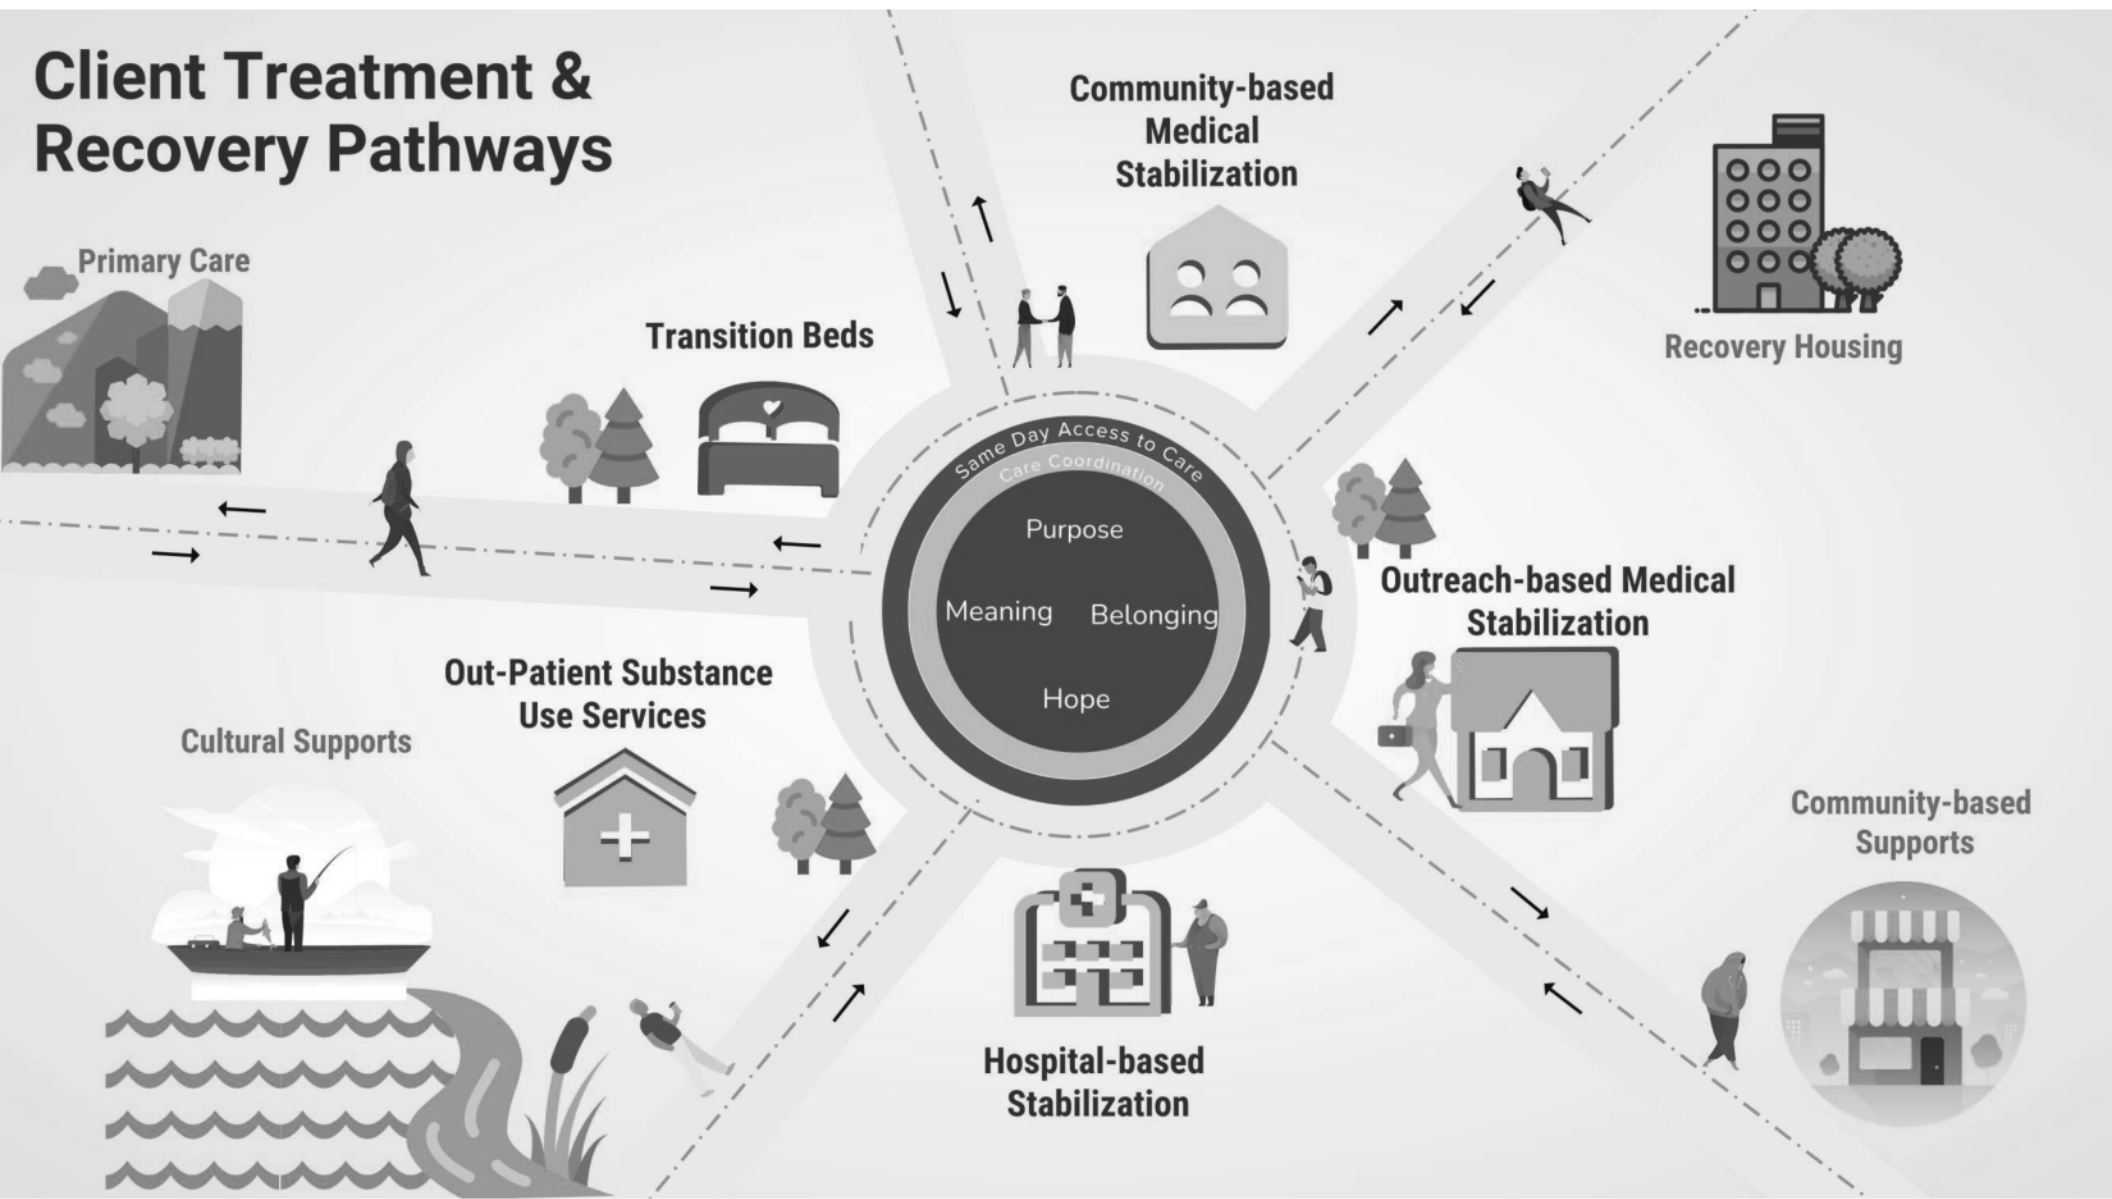 Client Treatment &
Recovery Pathways
Community-based
Medical
Stabilization
Primary Care
Transition Beds
Recovery Housing
Same Day Access to Care
Care Coordination
Purpose
Meaning
Belonging
Hope
Outreach-based Medical
Stabilization
Out-Patient Substance
Use Services
Cultural Supports
Community-based
Supports
Hospital-based
Stabilization